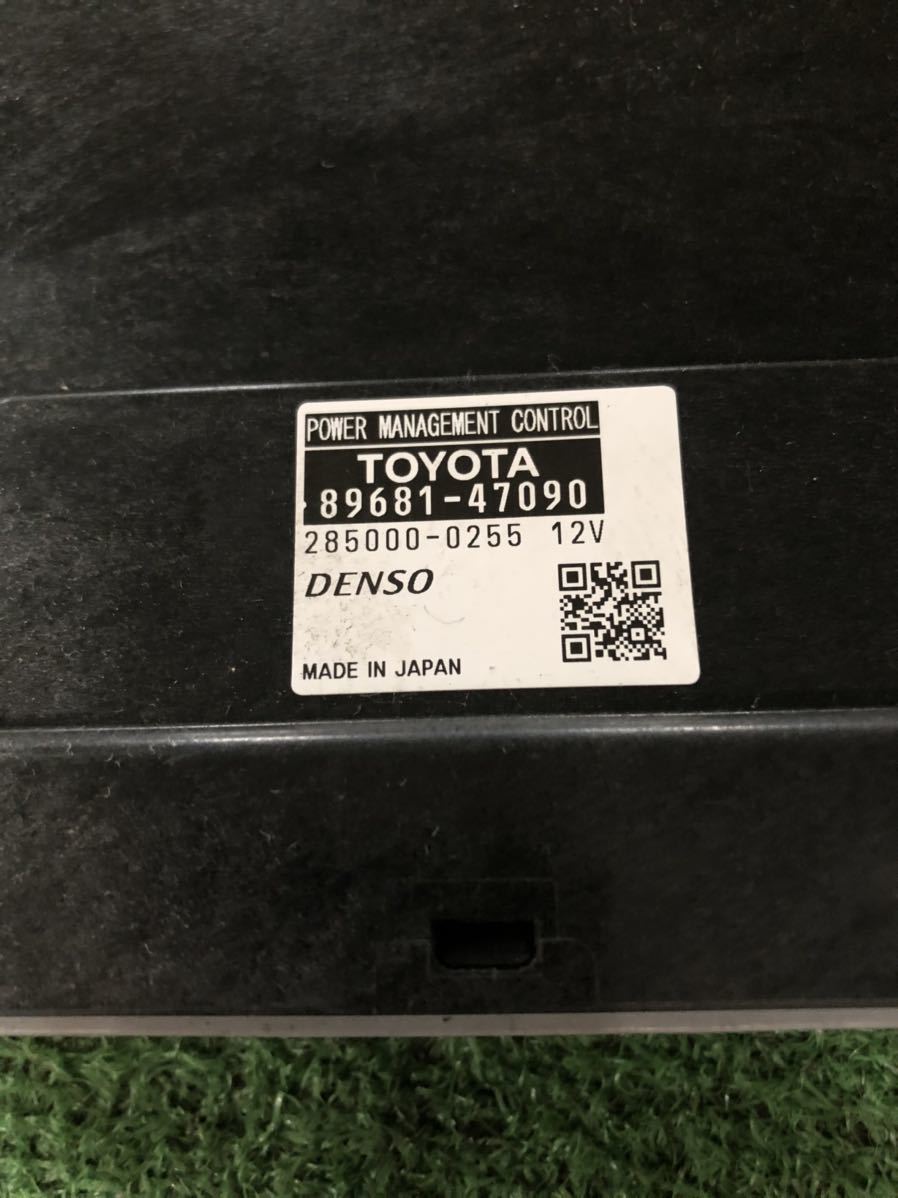 POWER MANAGEMENT CONTROL
TOYOTA
89681-47090
285000-0255 12V
DENSO
MADE IN JAPAN